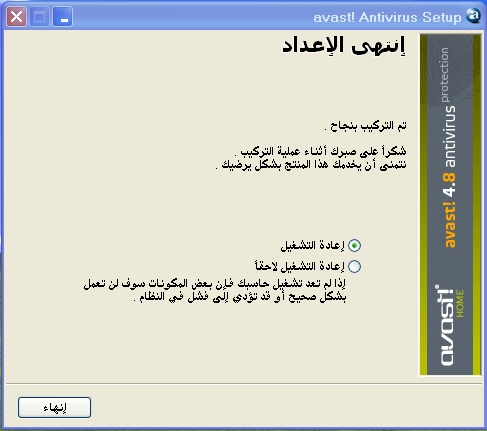 avast! Antivirus Setup
إنتهى الإعداد
تم التركيب بنجاح .
شكراً على صبرك أثناء عملية التركيب .
نتمنى أن يخدمك هذا المنتج بشكل يرضيك .
إعادة التشغيل
إعادة التشغيل لاحقاً
إذا لم تعد تشغيل حاسبك فإن بعض المكونات سوف لن تعمل
بشكل صحيح أو قد تؤدي إلى فشل في النظام .
إنهاء
avast! 4.8 antivirus protection
avast! HOME